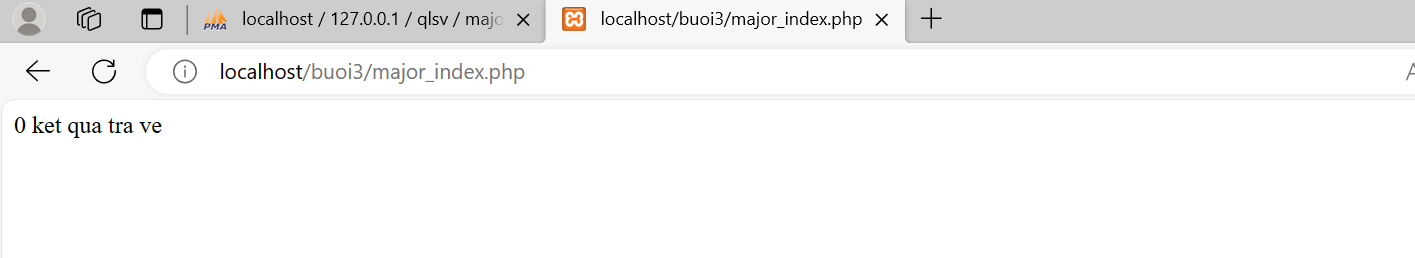 PMA localhost / 127.0.0.1 / qlsv / majo localhost/buoi3/major_index.php
localhost/buoi3/major_index.php A
0 ket qua tra ve